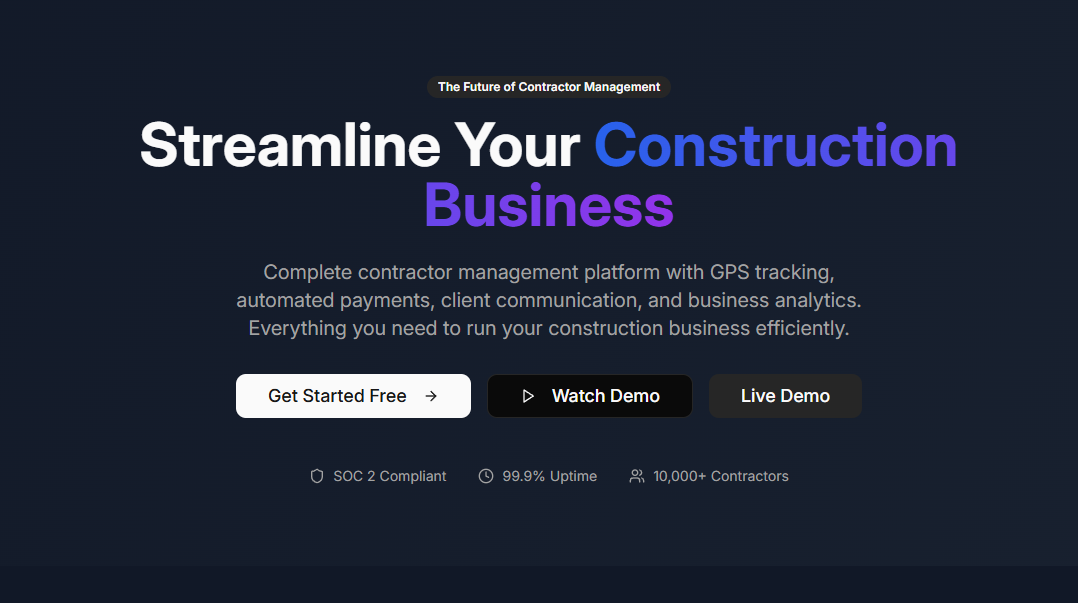 The Future of Contractor Management
Streamline Your Construction
Business
Complete contractor management platform with GPS tracking,
automated payments, client communication, and business analytics.
Everything you need to run your construction business efficiently.
Get Started Free
Watch Demo
Live Demo
SOC 2 Compliant
99.9% Uptime
10,000+ Contractors